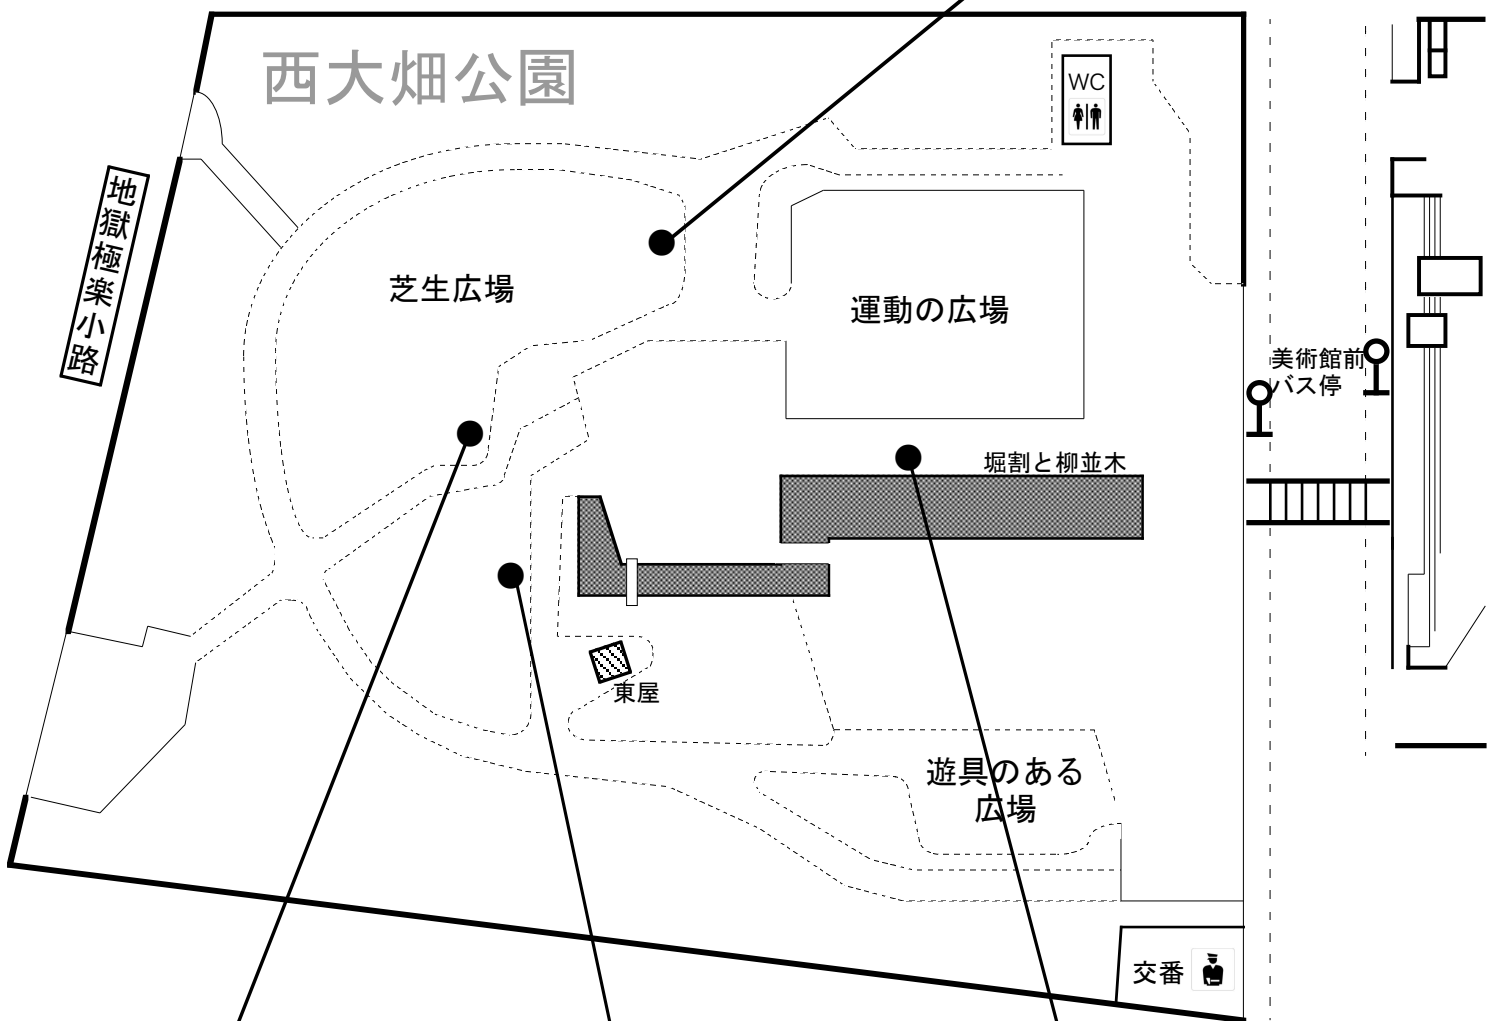 西大畑公園
WC
地獄極楽小路
芝生広場
運動の広場
美術館前
バス停
堀割と柳並木
東屋
遊具のある
広場
交番